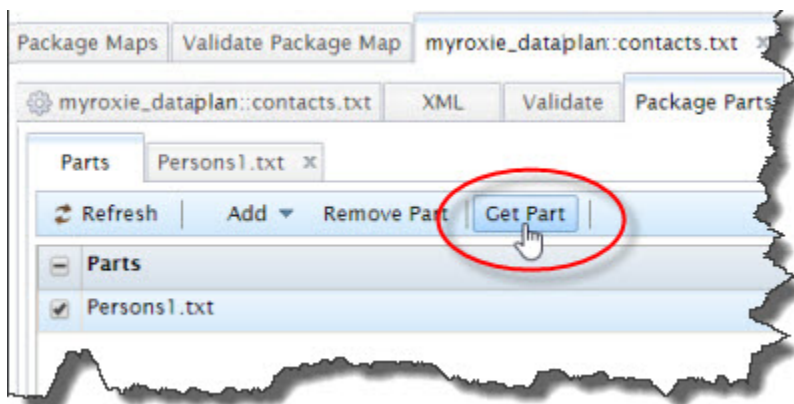 Package Maps Validate Package Map myroxie_dataplan::contacts.txt
myroxie_dataplan::contacts.txt XML Validate Package Parts
Parts Persons1.txt x
Refresh Add Remove Part Get Part
Parts
Persons1.txt